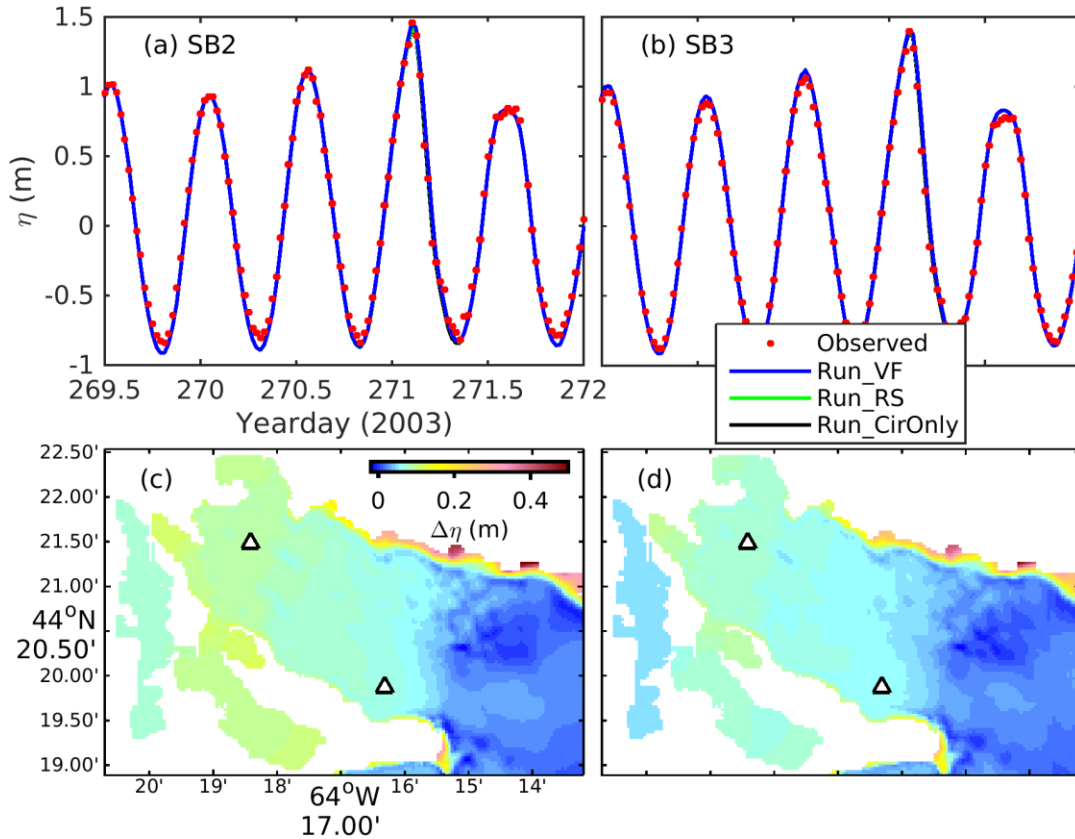 (a) SB2
(b) SB3
1.5
1
0.5
0
-0.5
-1
η (m)
269.5 270 270.5 271 271.5 272
Yearday (2003)
Observed
Run_VF
Run_RS
Run_CirOnly
(c)
(d)
0 0.2 0.4
Δη (m)
22.50'
22.00'
21.50'
21.00'
44°N
20.50'
20.00'
19.50'
19.00'
20' 19' 18' 16' 15' 14'
64°W
17.00'